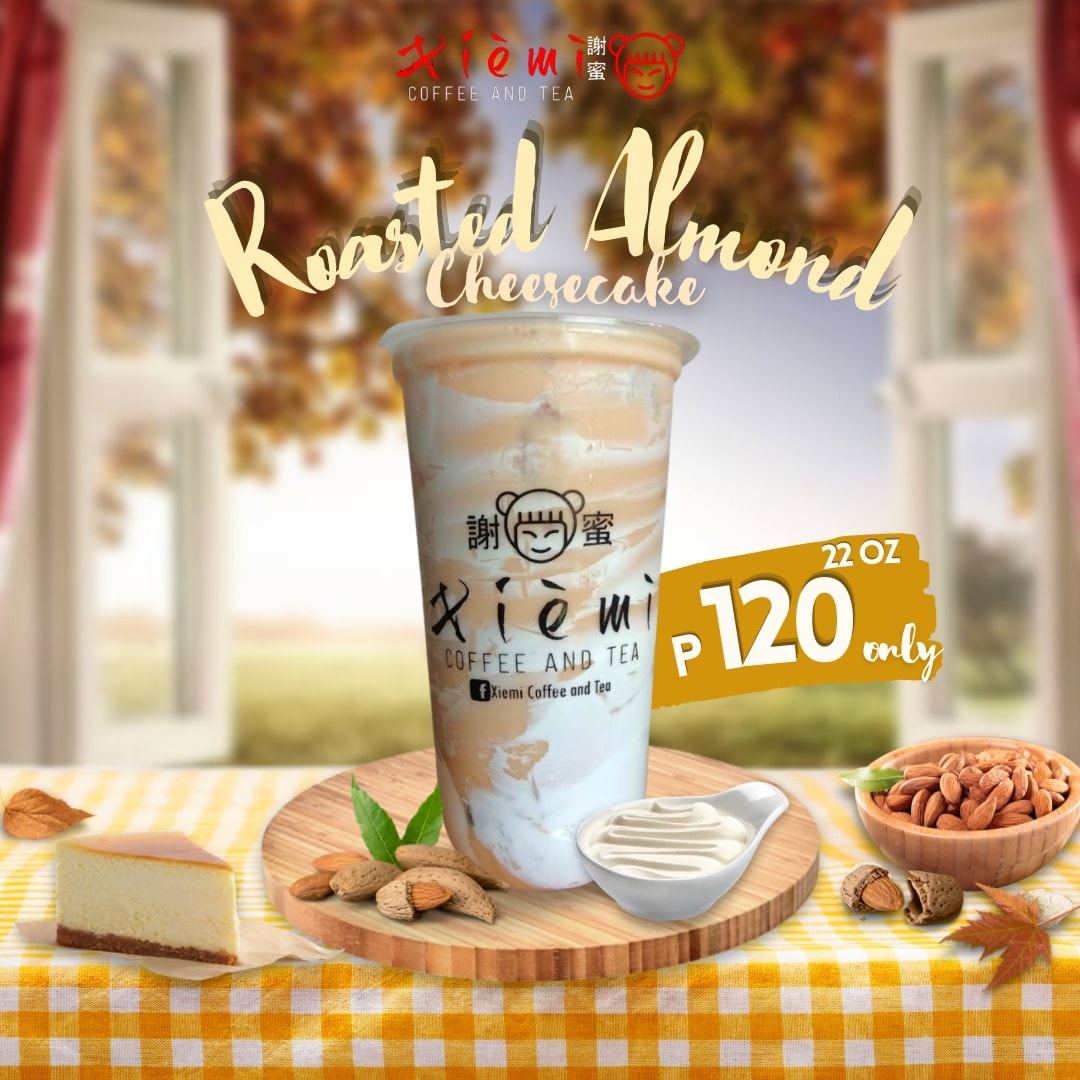 Xièmi 謝蜜
COFFEE AND TEA
Roasted Almond
Cheesecake
謝 蜜
Xièmi
COFFEE AND TEA
f Xiemi Coffee and Tea
22 OZ
P 120 only